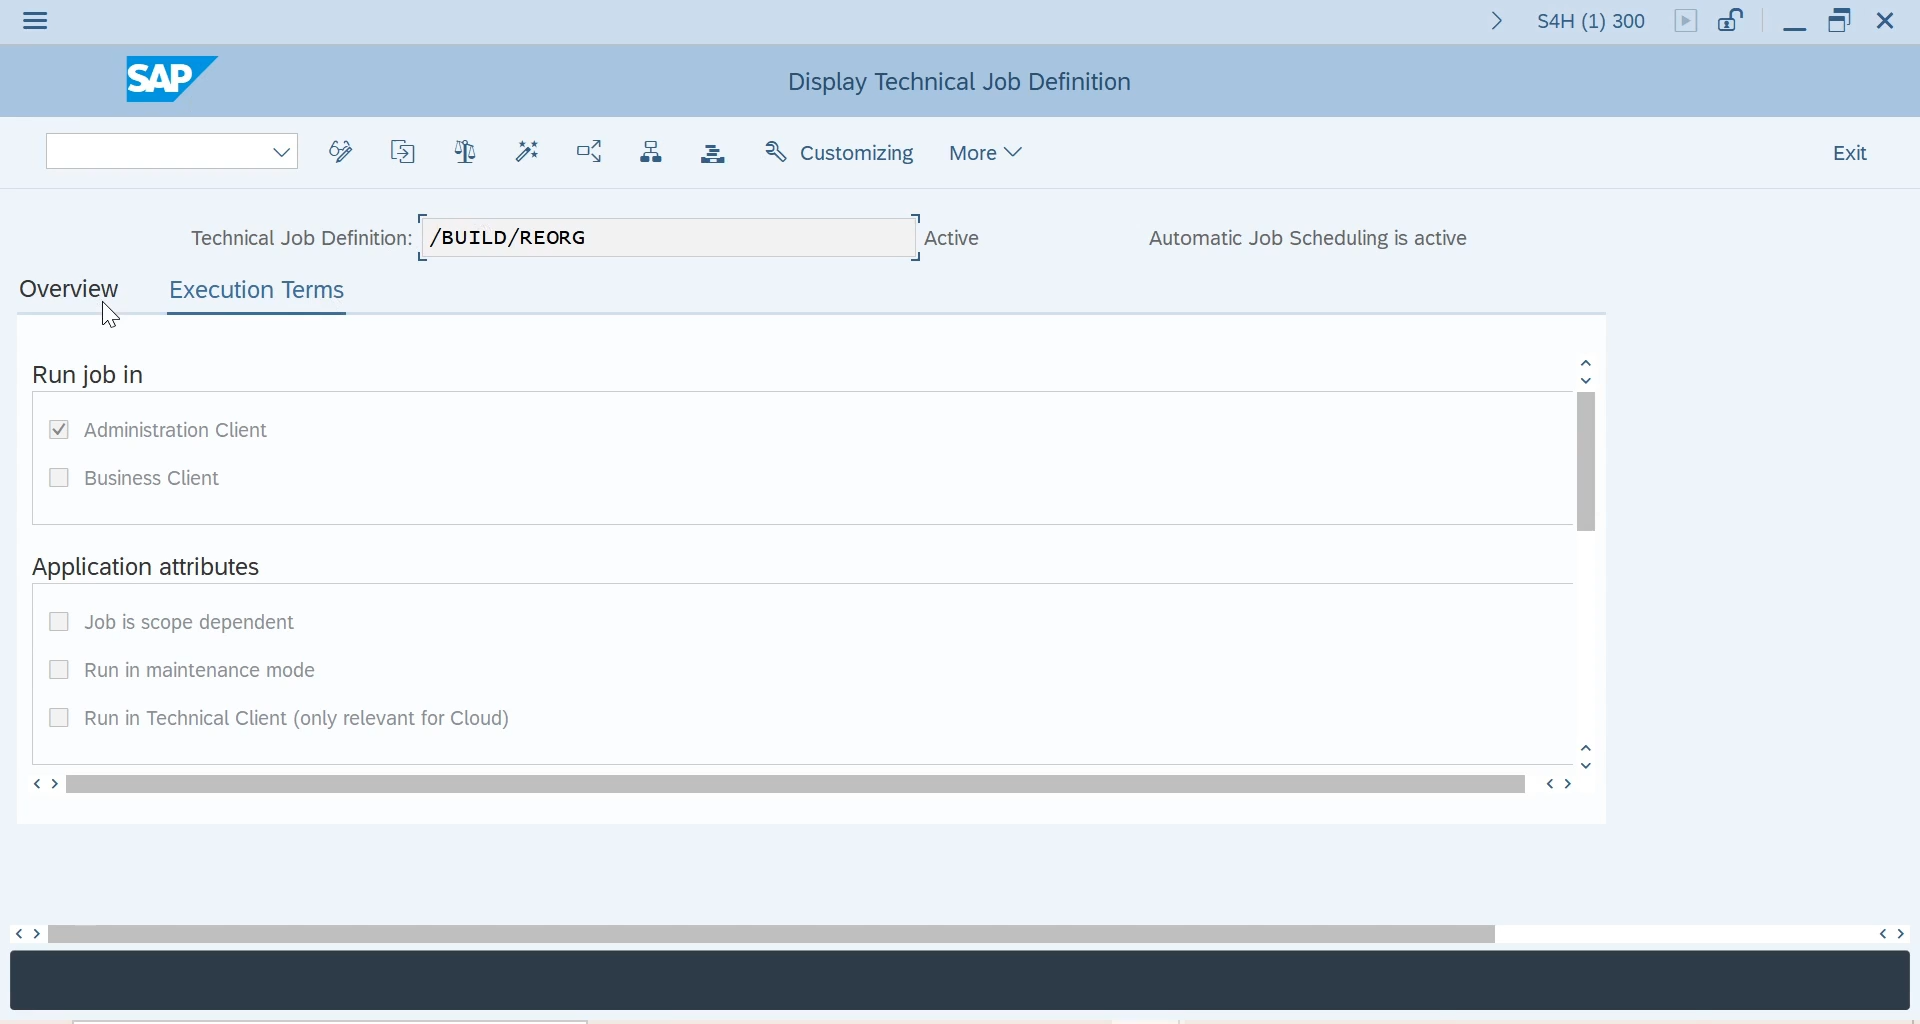 S4H (1) 300
SAP
Display Technical Job Definition
Customizing More Exit
Technical Job Definition: /BUILD/REORG Active Automatic Job Scheduling is active
Overview Execution Terms
Run job in
Administration Client
Business Client
Application attributes
Job is scope dependent
Run in maintenance mode
Run in Technical Client (only relevant for Cloud)